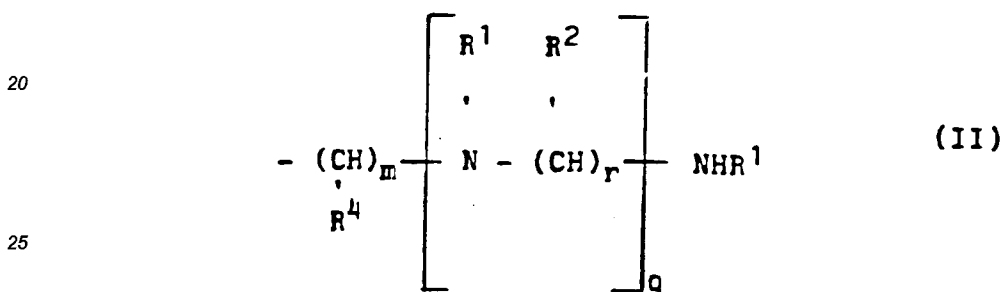 R¹ R²
20
(II)
- (CH)m N - (CH)r NHR¹
R⁴
25
q